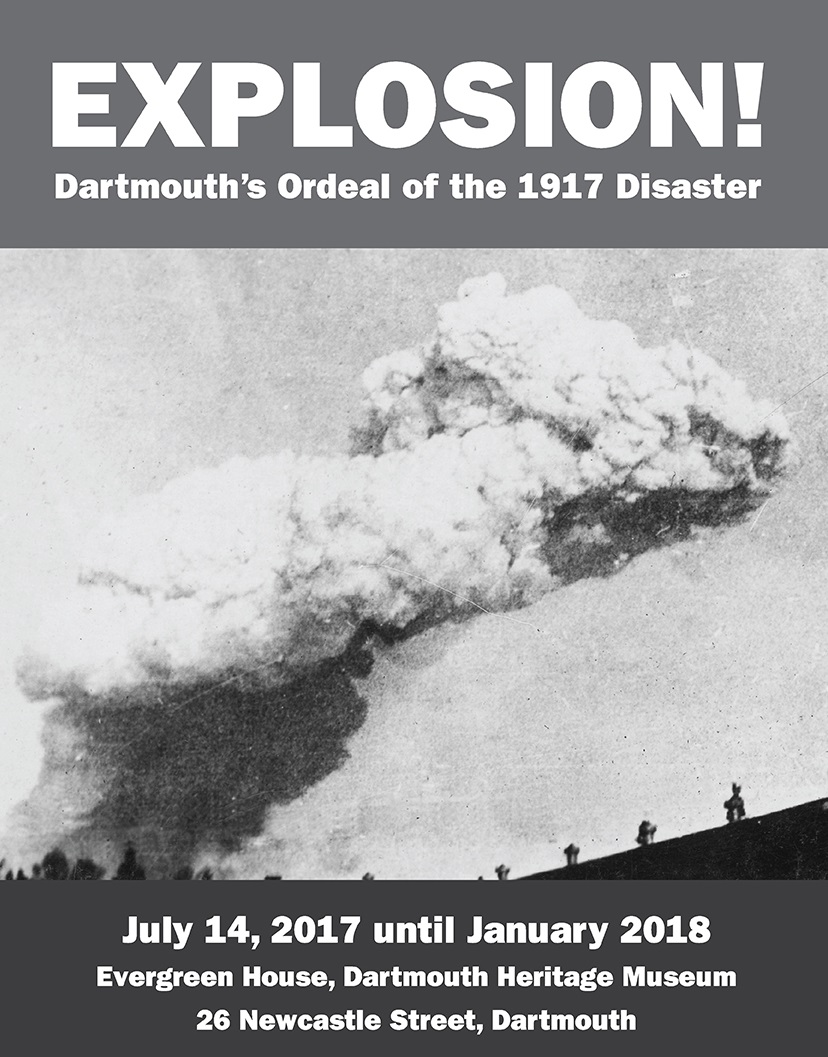 EXPLOSION!
Dartmouth’s Ordeal of the 1917 Disaster
July 14, 2017 until January 2018
Evergreen House, Dartmouth Heritage Museum
26 Newcastle Street, Dartmouth